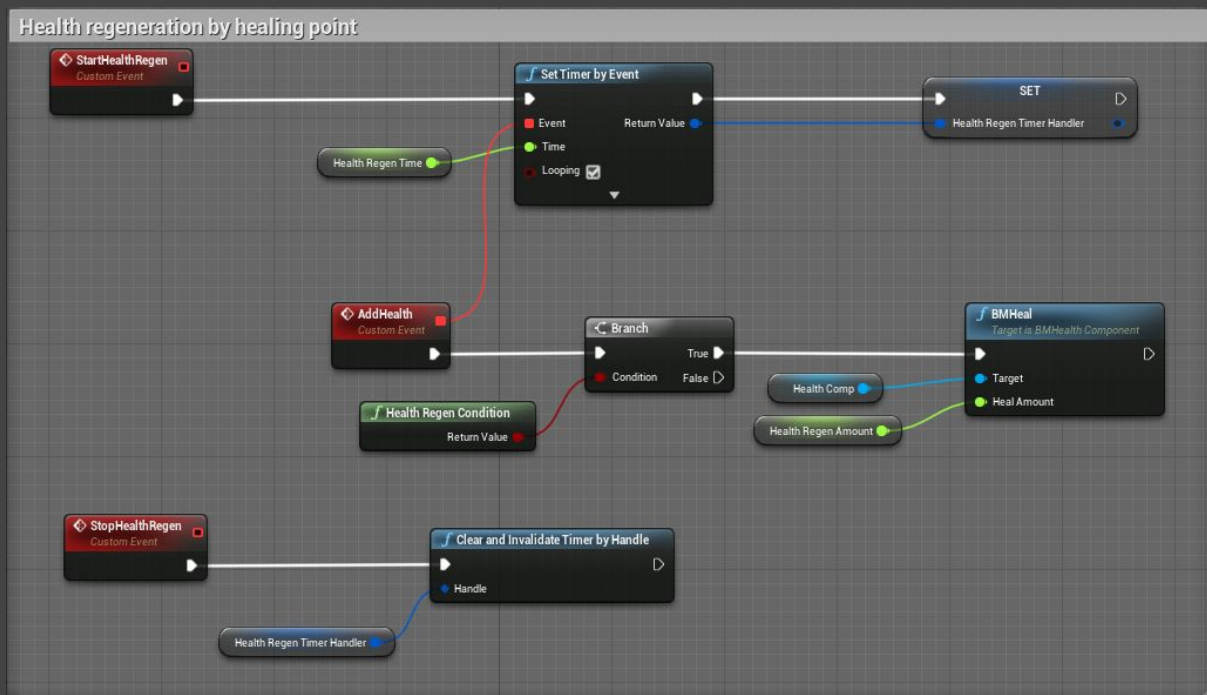 Health regeneration by healing point
StartHealthRegen
Custom Event
Set Timer by Event
Event
Return Value
Time
Looping
Health Regen Time
SET
Health Regen Timer Handler
AddHealth
Custom Event
Branch
True
Condition
False
Health Regen Condition
Return Value
BMHeal
Target is BMHealth Component
Target
Heal Amount
Health Comp
Health Regen Amount
StopHealthRegen
Custom Event
Clear and Invalidate Timer by Handle
Handle
Health Regen Timer Handler